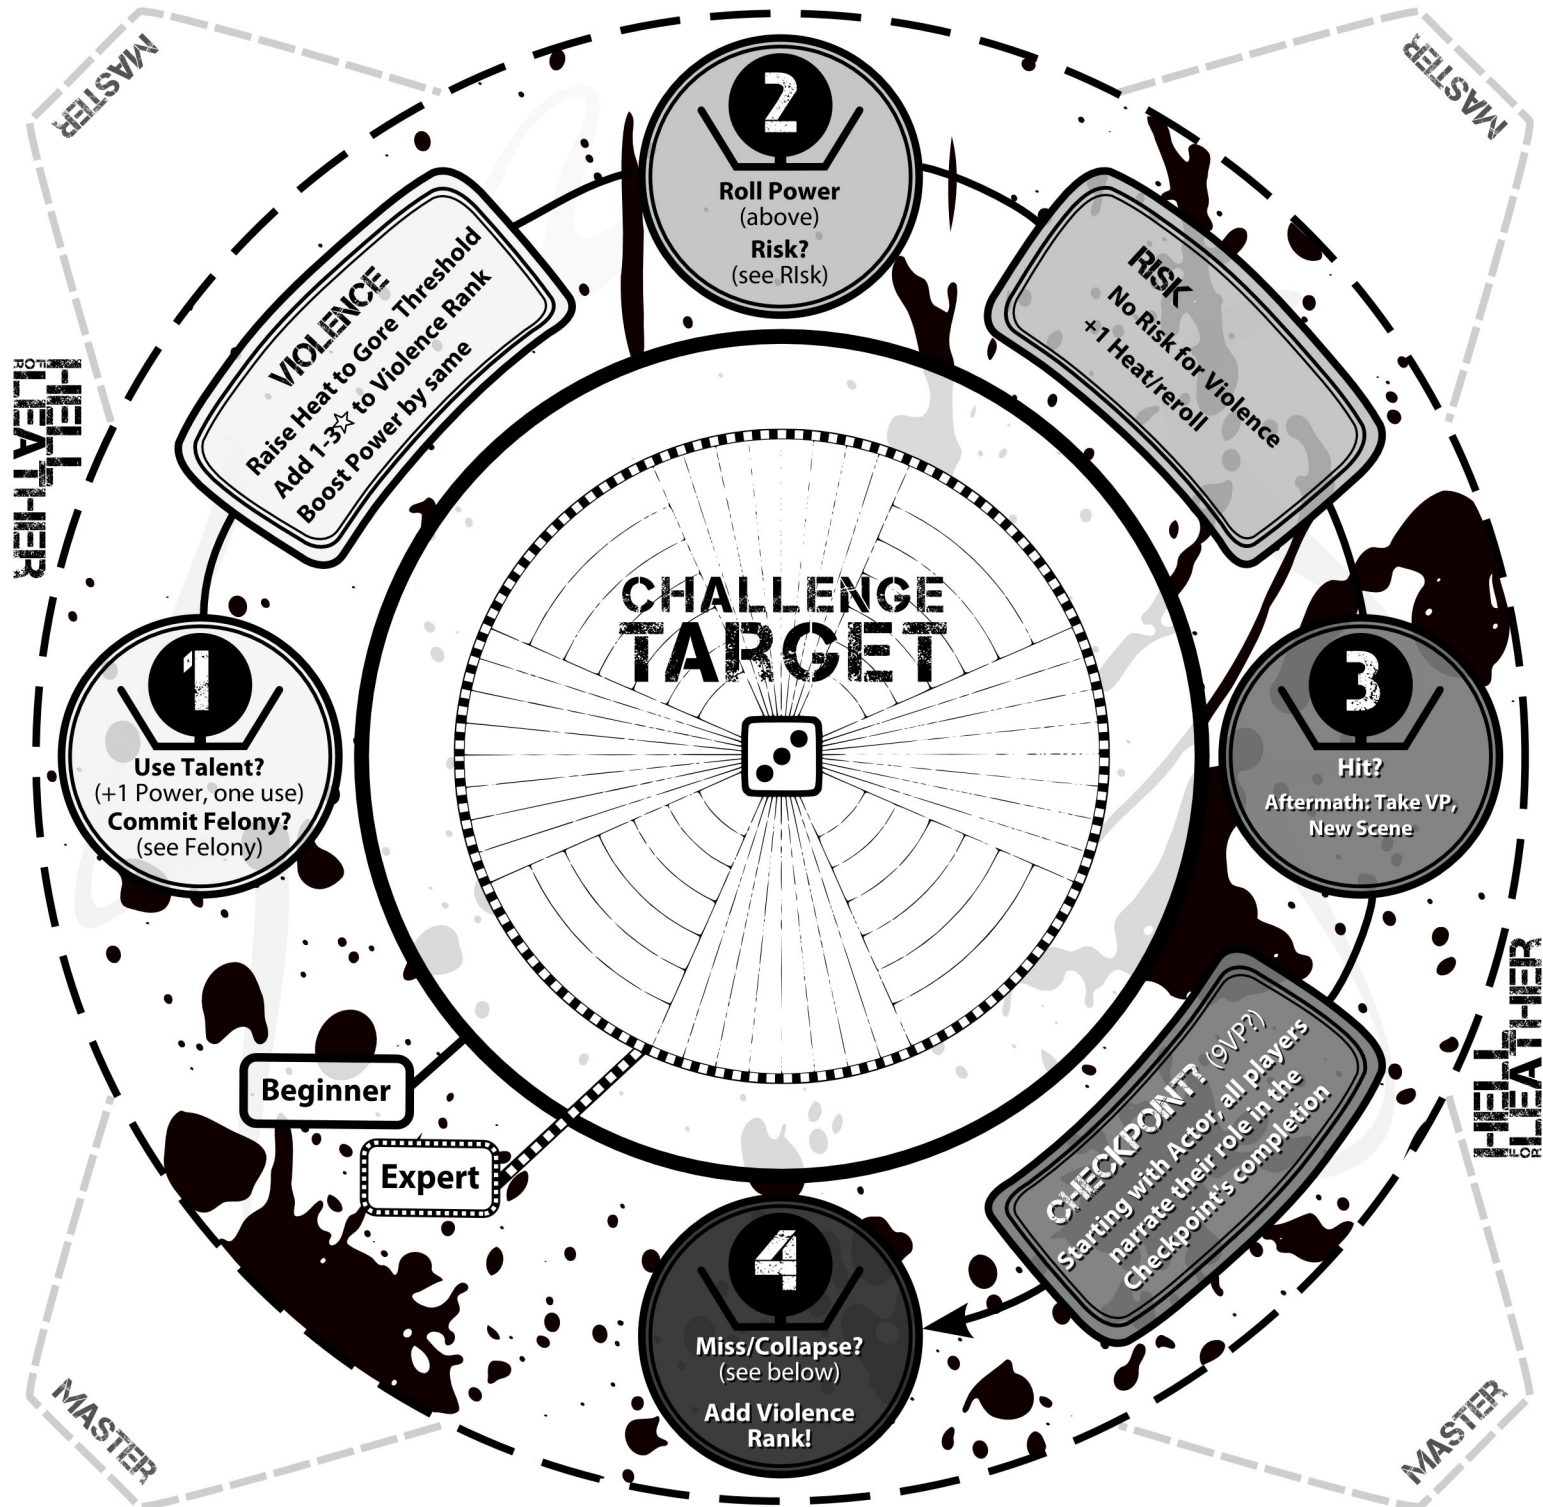 MASTER
MASTER
2
Roll Power
(above)
Risk?
(see RIsk)
VIOLENCE
Raise Heat to Gore Threshold
Add 1-3☆ to Violence Rank
Boost Power by same
RISK
No Risk for Violence
+1 Heat/reroll
HELL
FOR
LEATHER
CHALLENGE
TARGET
1
Use Talent?
(+1 Power, one use)
Commit Felony?
(see Felony)
3
Hit?
Aftermath: Take VP,
New Scene
HELL
FOR
LEATHER
CHECKPOINT? (9VP?)
Starting with Actor, all players
narrate their role in the
Checkpoint's completion
Beginner
Expert
4
Miss/Collapse?
(see below)
Add Violence
Rank!
MASTER
MASTER